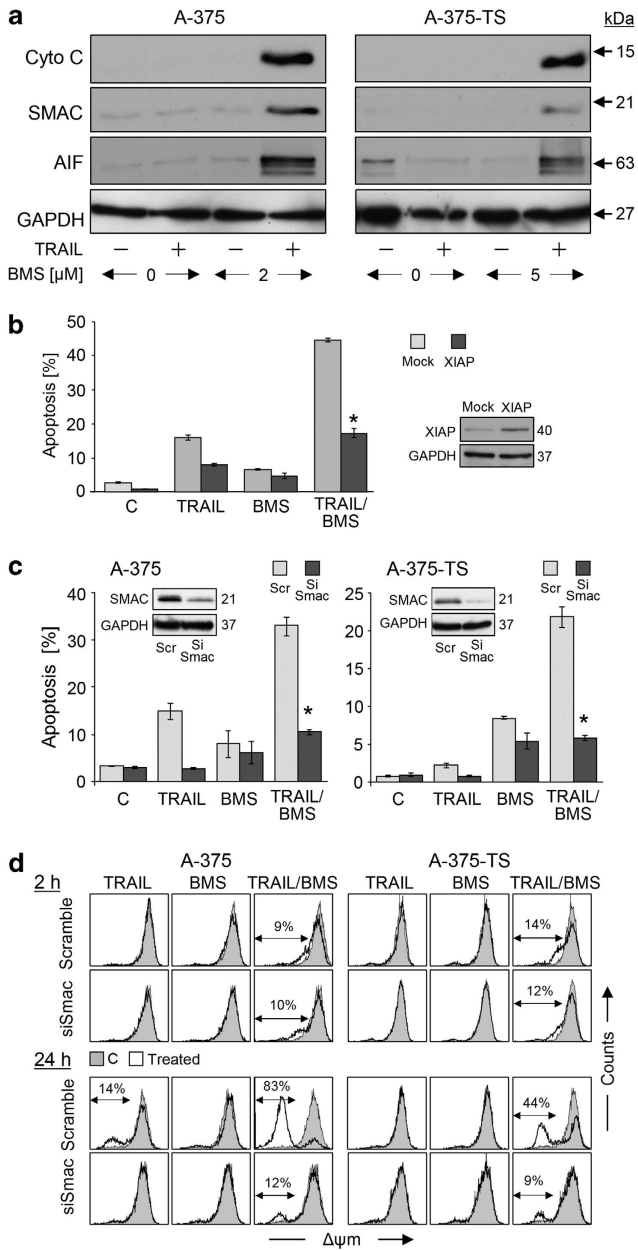 a A-375 A-375-TS kDa
Cyto C 15
SMAC 21
AIF 63
GAPDH 27
TRAIL − + − + − + − +
BMS [µM] 0 2 0 5
b
Apoptosis [%]
50
40
30
20
10
0
*
C TRAIL BMS TRAIL/
BMS
Mock XIAP
Mock XIAP
XIAP 40
GAPDH 37
c A-375
Apoptosis [%]
40
30
20
10
0
SMAC 21
GAPDH 37
Scr Si
Smac
Scr Si
Smac
*
C TRAIL BMS TRAIL/
BMS
A-375-TS
25
20
15
10
5
0
SMAC 21
GAPDH 37
Scr Si
Smac
Scr Si
Smac
*
C TRAIL BMS TRAIL/
BMS
d A-375 A-375-TS
2 h TRAIL BMS TRAIL/BMS TRAIL BMS TRAIL/BMS
Scramble 9% 14%
siSmac 10% 12%
24 h C Treated
Scramble 14% 83% 44%
siSmac 12% 9%
Counts
Δψm